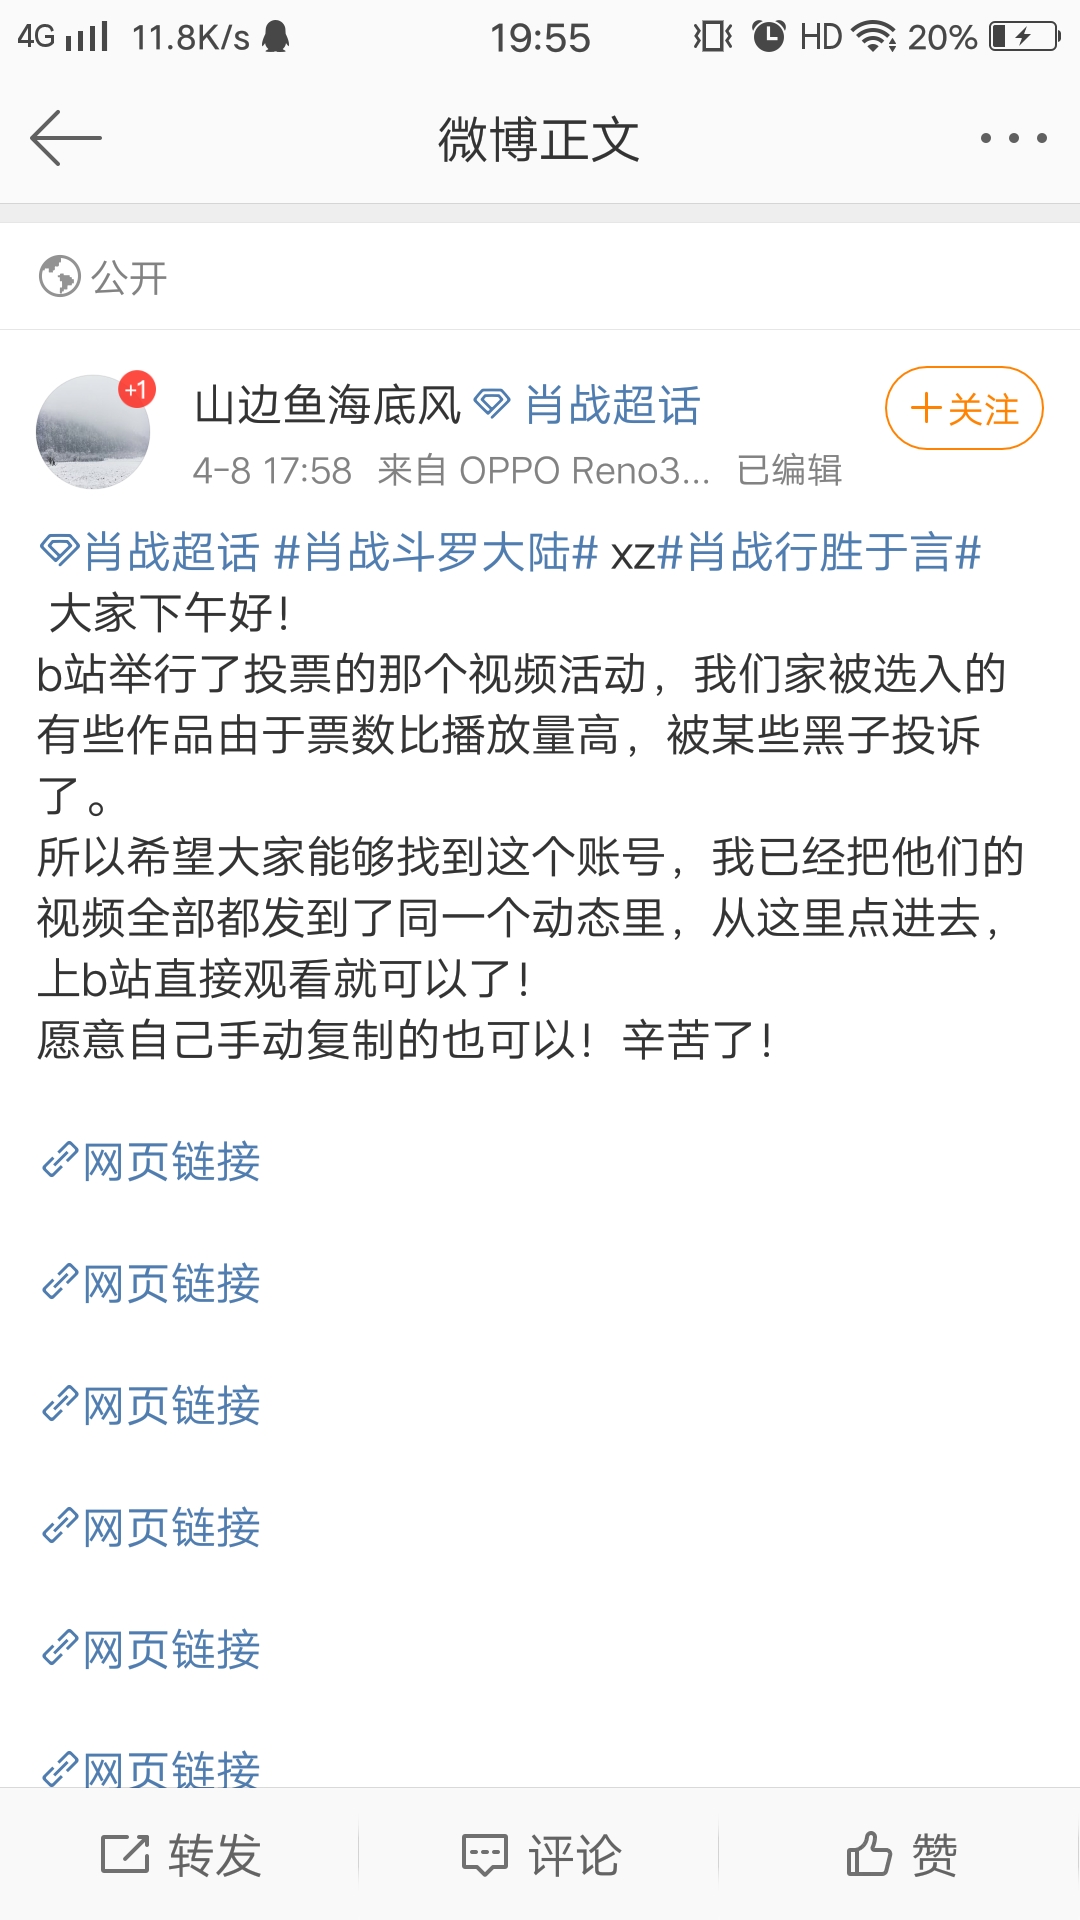 4G 11.8K/s 19:55 HD 20%
微博正文
公开
+1
山边鱼海底风 肖战超话
+关注
4-8 17:58 来自 OPPO Reno3... 已编辑
肖战超话 #肖战斗罗大陆# xz#肖战行胜于言#
大家下午好！
b站举行了投票的那个视频活动，我们家被选入的
有些作品由于票数比播放量高，被某些黑子投诉
了。
所以希望大家能够找到这个账号，我已经把他们的
视频全部都发到了同一个动态里，从这里点进去，
上b站直接观看就可以了！
愿意自己手动复制的也可以！辛苦了！
网页链接
网页链接
网页链接
网页链接
网页链接
网页链接
转发 评论 赞